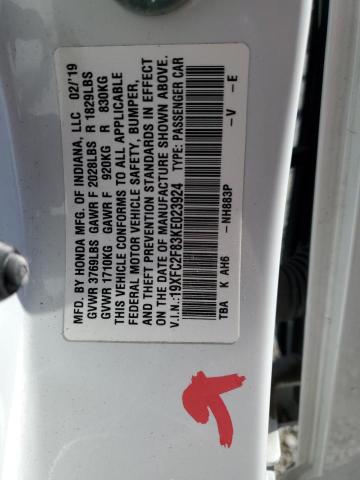 MFD. BY HONDA MFG. OF INDIANA, LLC 02/'19
GVWR 3769LBS GAWR F 2028LBS R 1829LBS
GVWR 1710KG GAWR F 920KG R 830KG
THIS VEHICLE CONFORMS TO ALL APPLICABLE
FEDERAL MOTOR VEHICLE SAFETY, BUMPER,
AND THEFT PREVENTION STANDARDS IN EFFECT
ON THE DATE OF MANUFACTURE SHOWN ABOVE.
V.I.N.:19XFC2F83KE023924 TYPE: PASSENGER CAR
TBA K AH6 -NH883P -V -E